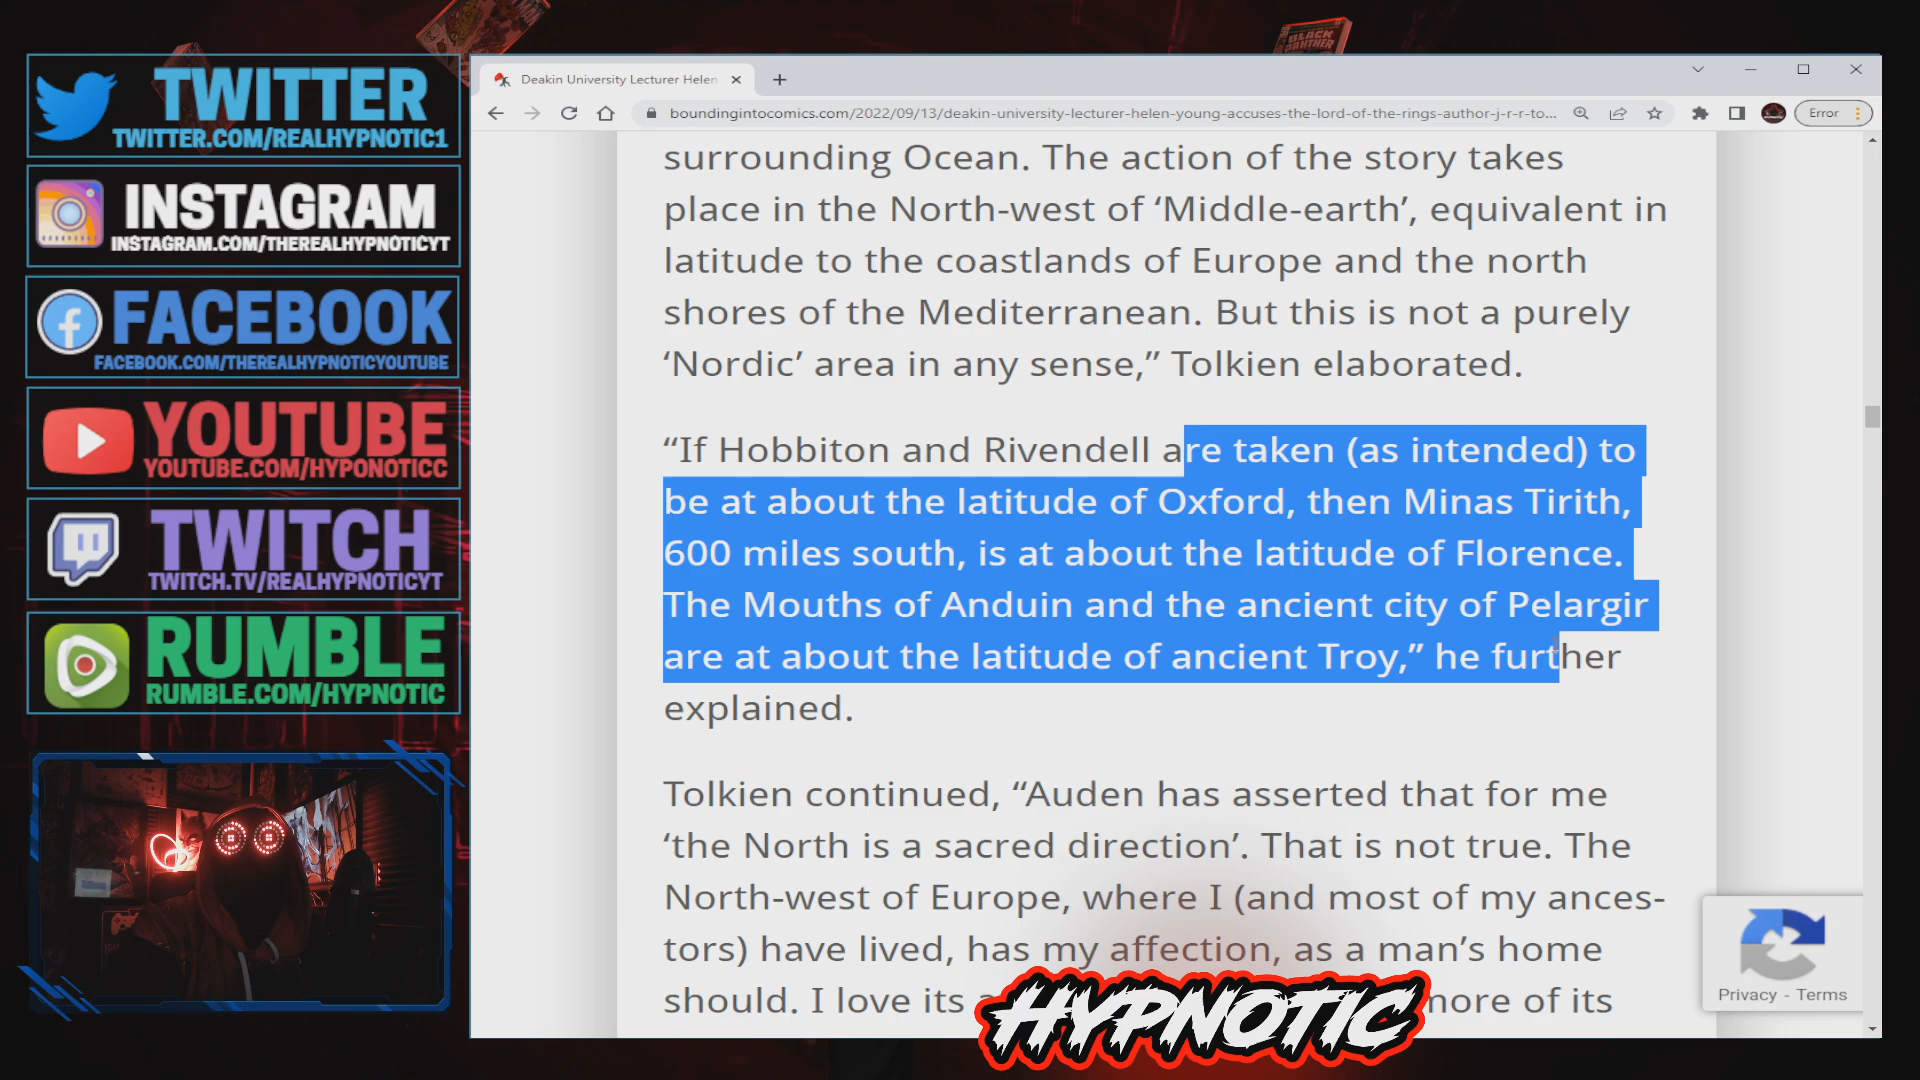 BLACK PANTHER
TWITTER
TWITTER.COM/REALHYPNOTIC1
INSTAGRAM
INSTAGRAM.COM/THEREALHYPNOTICYT
FACEBOOK
FACEBOOK.COM/THEREALHYPNOTICYOUTUBE
YOUTUBE
YOUTUBE.COM/HYPONOTICC
TWITCH
TWITCH.TV/REALHYPNOTICYT
RUMBLE
RUMBLE.COM/HYPNOTIC
Deakin University Lecturer Helen
boundingintocomics.com/2022/09/13/deakin-university-lecturer-helen-young-accuses-the-lord-of-the-rings-author-j-r-r-to...
Error
surrounding Ocean. The action of the story takes
place in the North-west of ‘Middle-earth’, equivalent in
latitude to the coastlands of Europe and the north
shores of the Mediterranean. But this is not a purely
‘Nordic’ area in any sense,” Tolkien elaborated.
“If Hobbiton and Rivendell are taken (as intended) to
be at about the latitude of Oxford, then Minas Tirith,
600 miles south, is at about the latitude of Florence.
The Mouths of Anduin and the ancient city of Pelargir
are at about the latitude of ancient Troy,” he further
explained.
Tolkien continued, “Auden has asserted that for me
‘the North is a sacred direction’. That is not true. The
North-west of Europe, where I (and most of my ances-
tors) have lived, has my affection, as a man’s home
should. I love its more of its
HYPNOTIC
Privacy - Terms